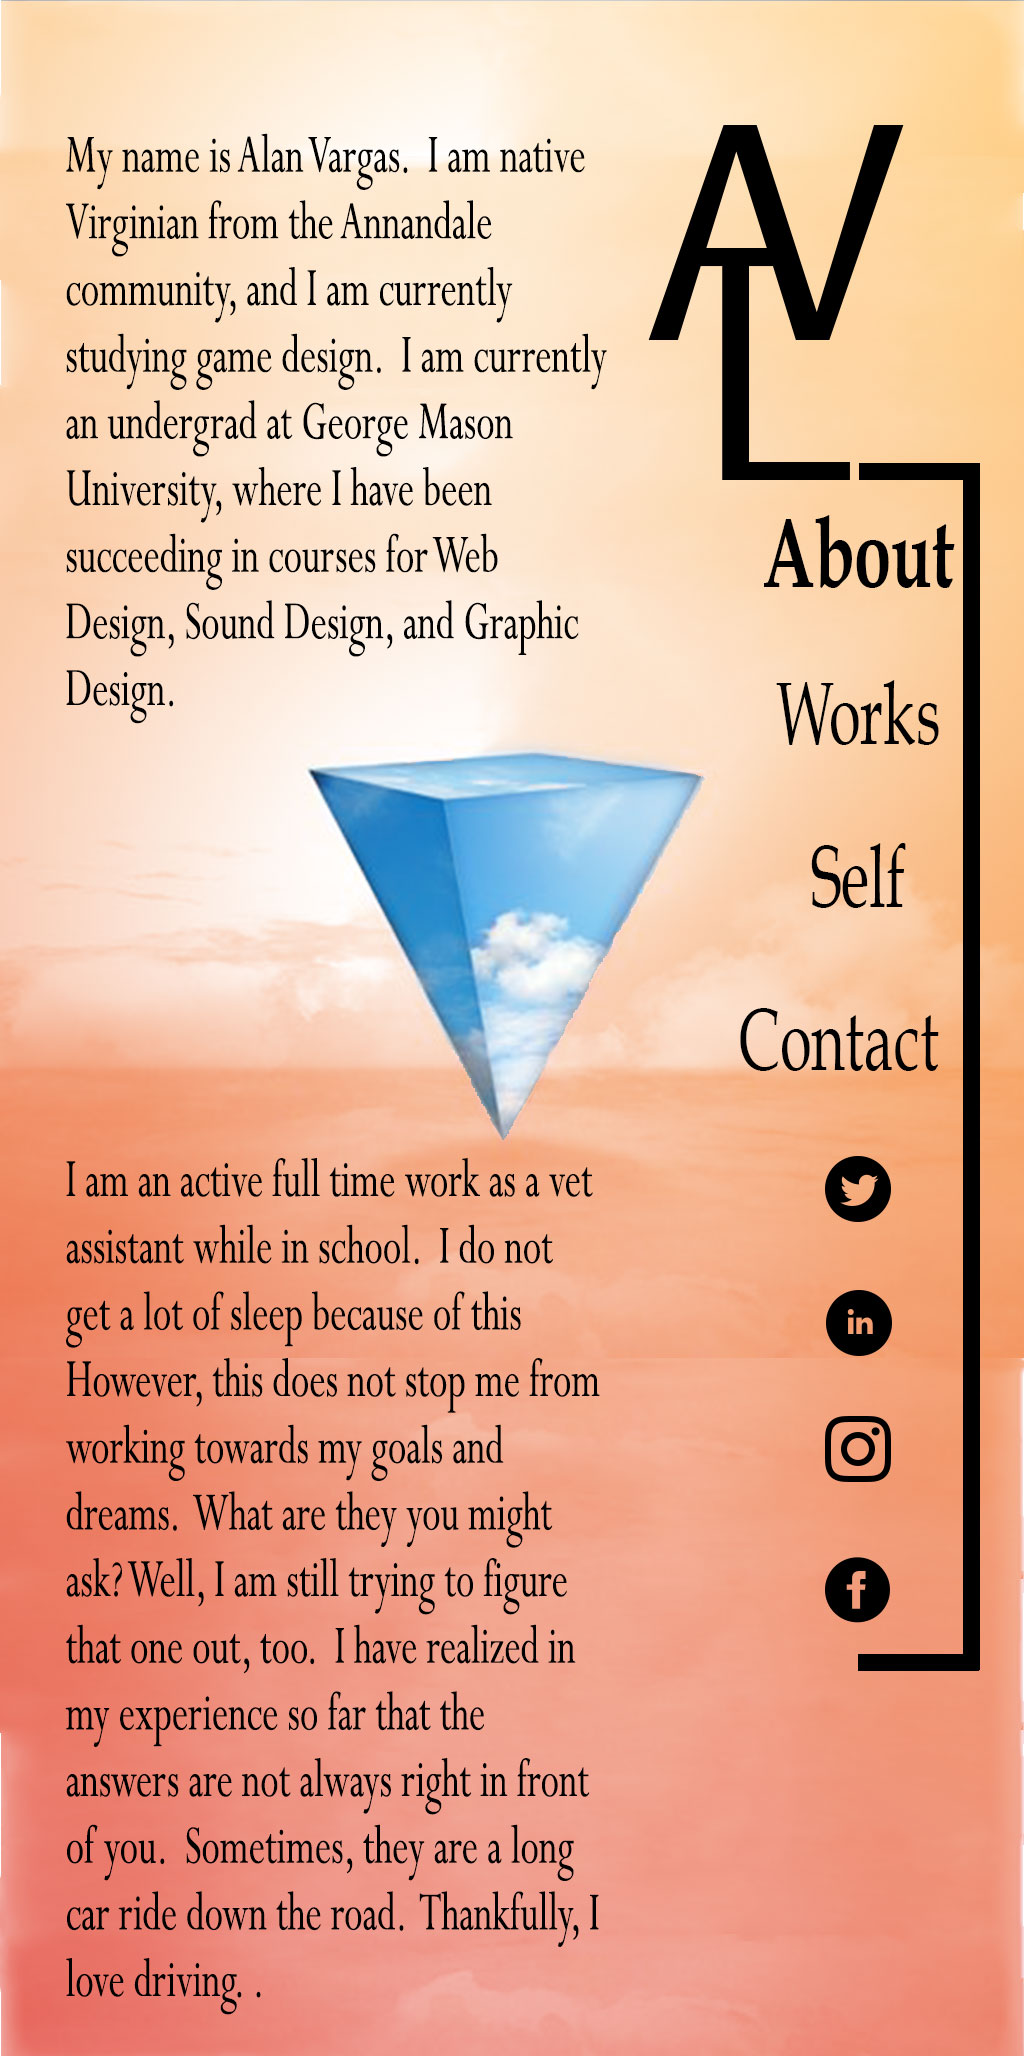 My name is Alan Vargas.  I am native
Virginian from the Annandale
community, and I am currently
studying game design.  I am currently
an undergrad at George Mason
University, where I have been
succeeding in courses for Web
Design, Sound Design, and Graphic
Design.
I am an active full time work as a vet
assistant while in school.  I do not
get a lot of sleep because of this
However, this does not stop me from
working towards my goals and
dreams.  What are they you might
ask? Well, I am still trying to figure
that one out, too.  I have realized in
my experience so far that the
answers are not always right in front
of you.  Sometimes, they are a long
car ride down the road.  Thankfully, I
love driving. .
AV
About
Works
Self
Contact
in
f